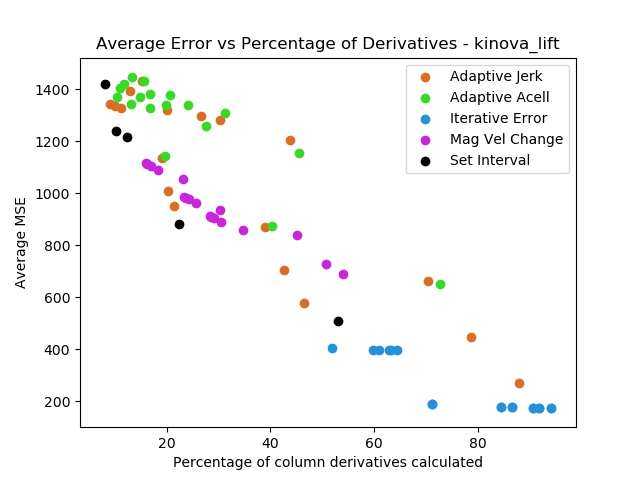 Average Error vs Percentage of Derivatives - kinova_lift
Adaptive Jerk
Adaptive Acell
Iterative Error
Mag Vel Change
Set Interval
Average MSE
1400
1200
1000
800
600
400
200
20 40 60 80
Percentage of column derivatives calculated